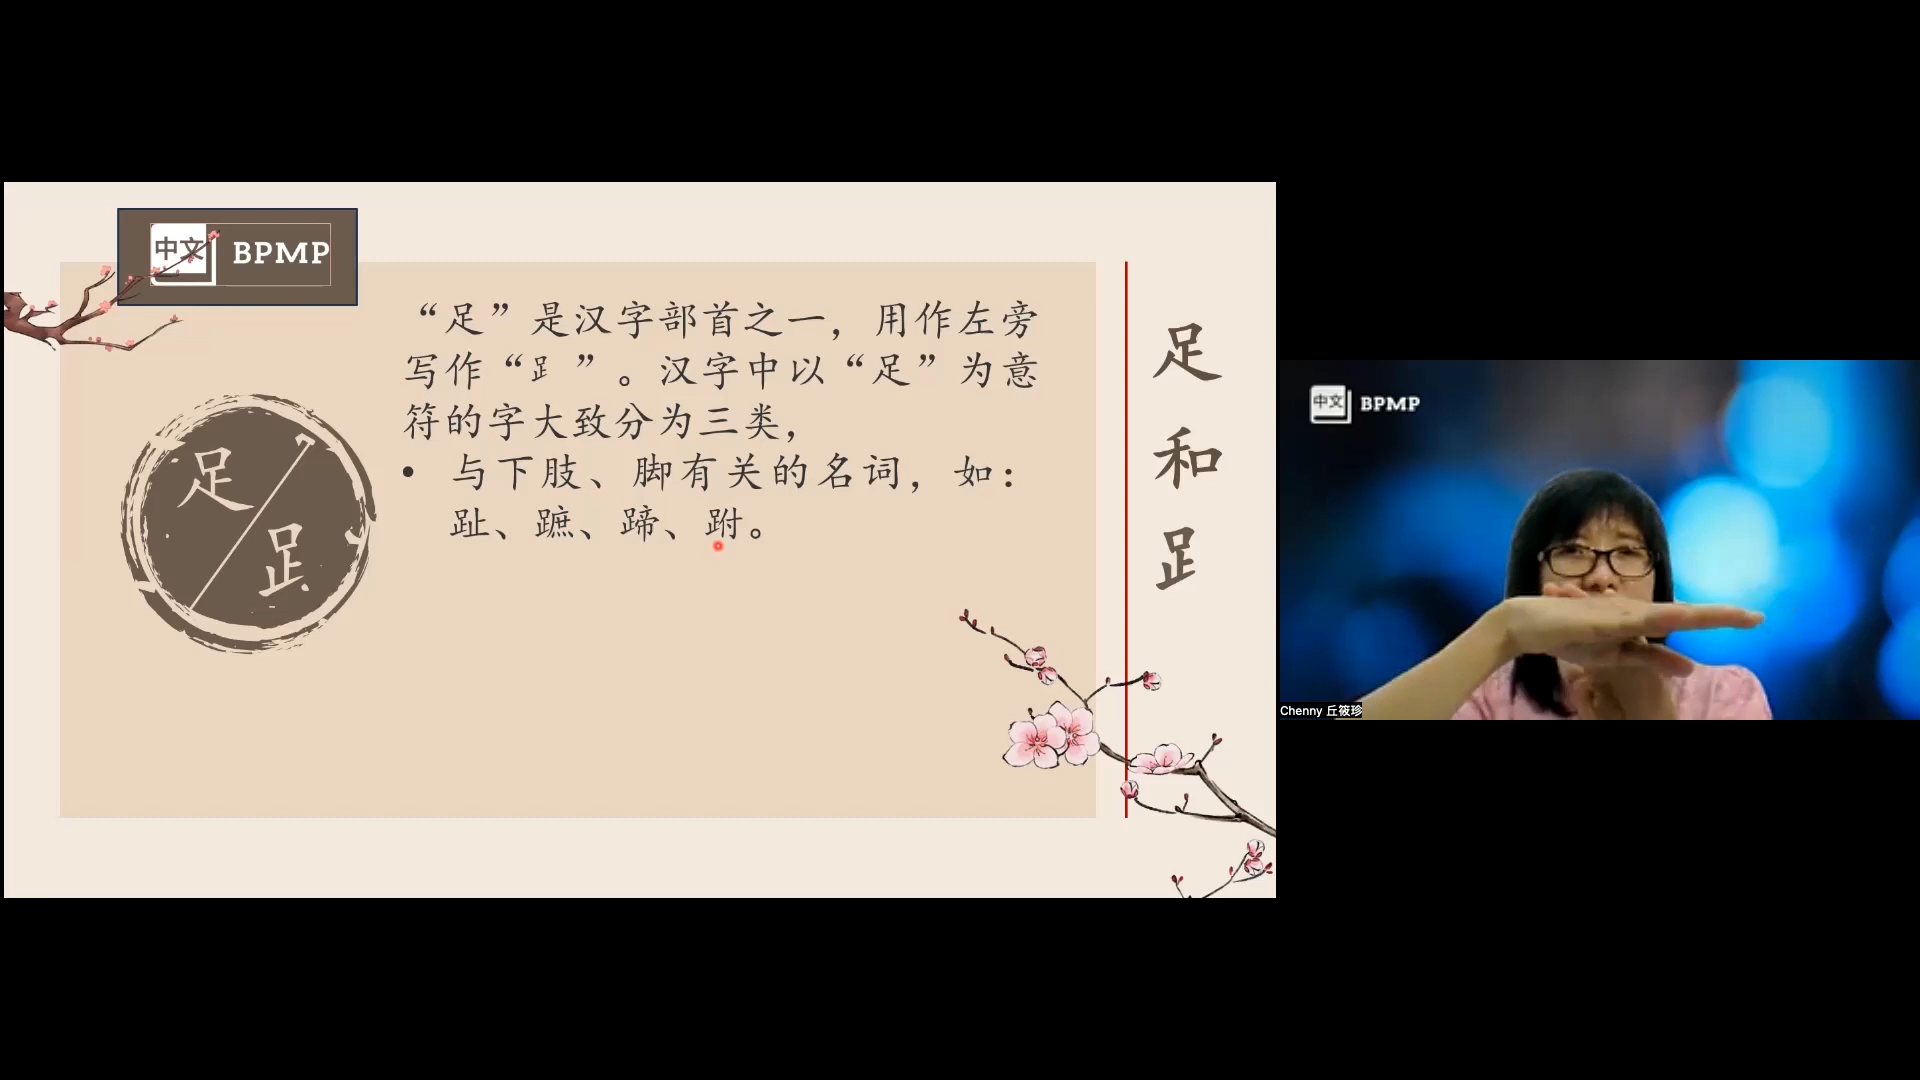 中文 BPMP
“足”是汉字部首之一，用作左旁
写作“⻊”。汉字中以“足”为意
符的字大致分为三类，
• 与下肢、脚有关的名词，如：
趾、蹠、蹄、跗。
足
⻊
足
和
⻊
中文 BPMP
Chenny 丘筱珍